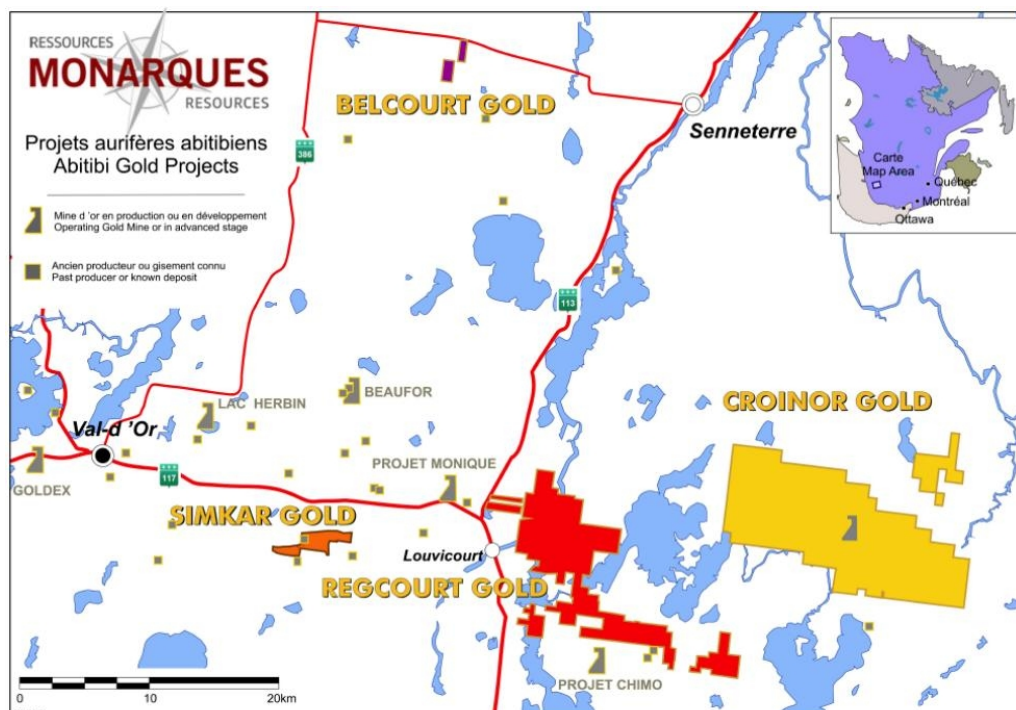 RESSOURCES
MONARQUES
RESOURCES
Projets aurifères abitibiens
Abitibi Gold Projects
Mine d 'or en production ou en développement
Operating Gold Mine or in advanced stage
Ancien producteur ou gisement connu
Past producer or known deposit
BELCOURT GOLD
Senneterre
386
113
Carte
Map Area
Québec
Montréal
Ottawa
LAC HERBIN
BEAUFOR
CROINOR GOLD
Val-d 'Or
GOLDEX
117
PROJET MONIQUE
SIMKAR GOLD
Louvicourt
REGCOURT GOLD
PROJET CHIMO
0
10
20km